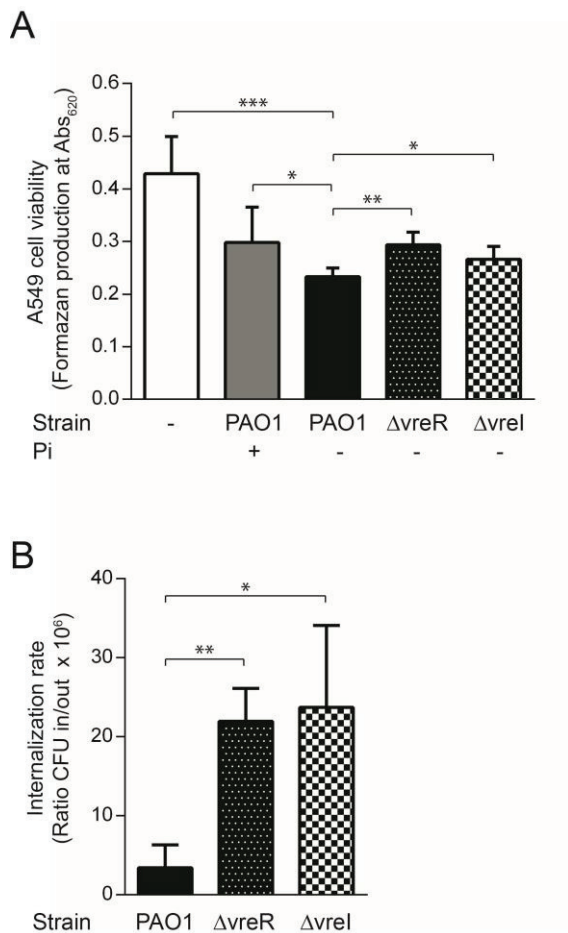 A
0.6
0.5
0.4
0.3
0.2
0.1
0.0
A549 cell viability
(Formazan production at Abs₆₂₀)
***
*
*
**
Strain - PAO1 PAO1 ΔvreR ΔvreI
Pi + - - -
B
40
30
20
10
0
Internalization rate
(Ratio CFU in/out x 10⁶)
*
**
Strain PAO1 ΔvreR ΔvreI